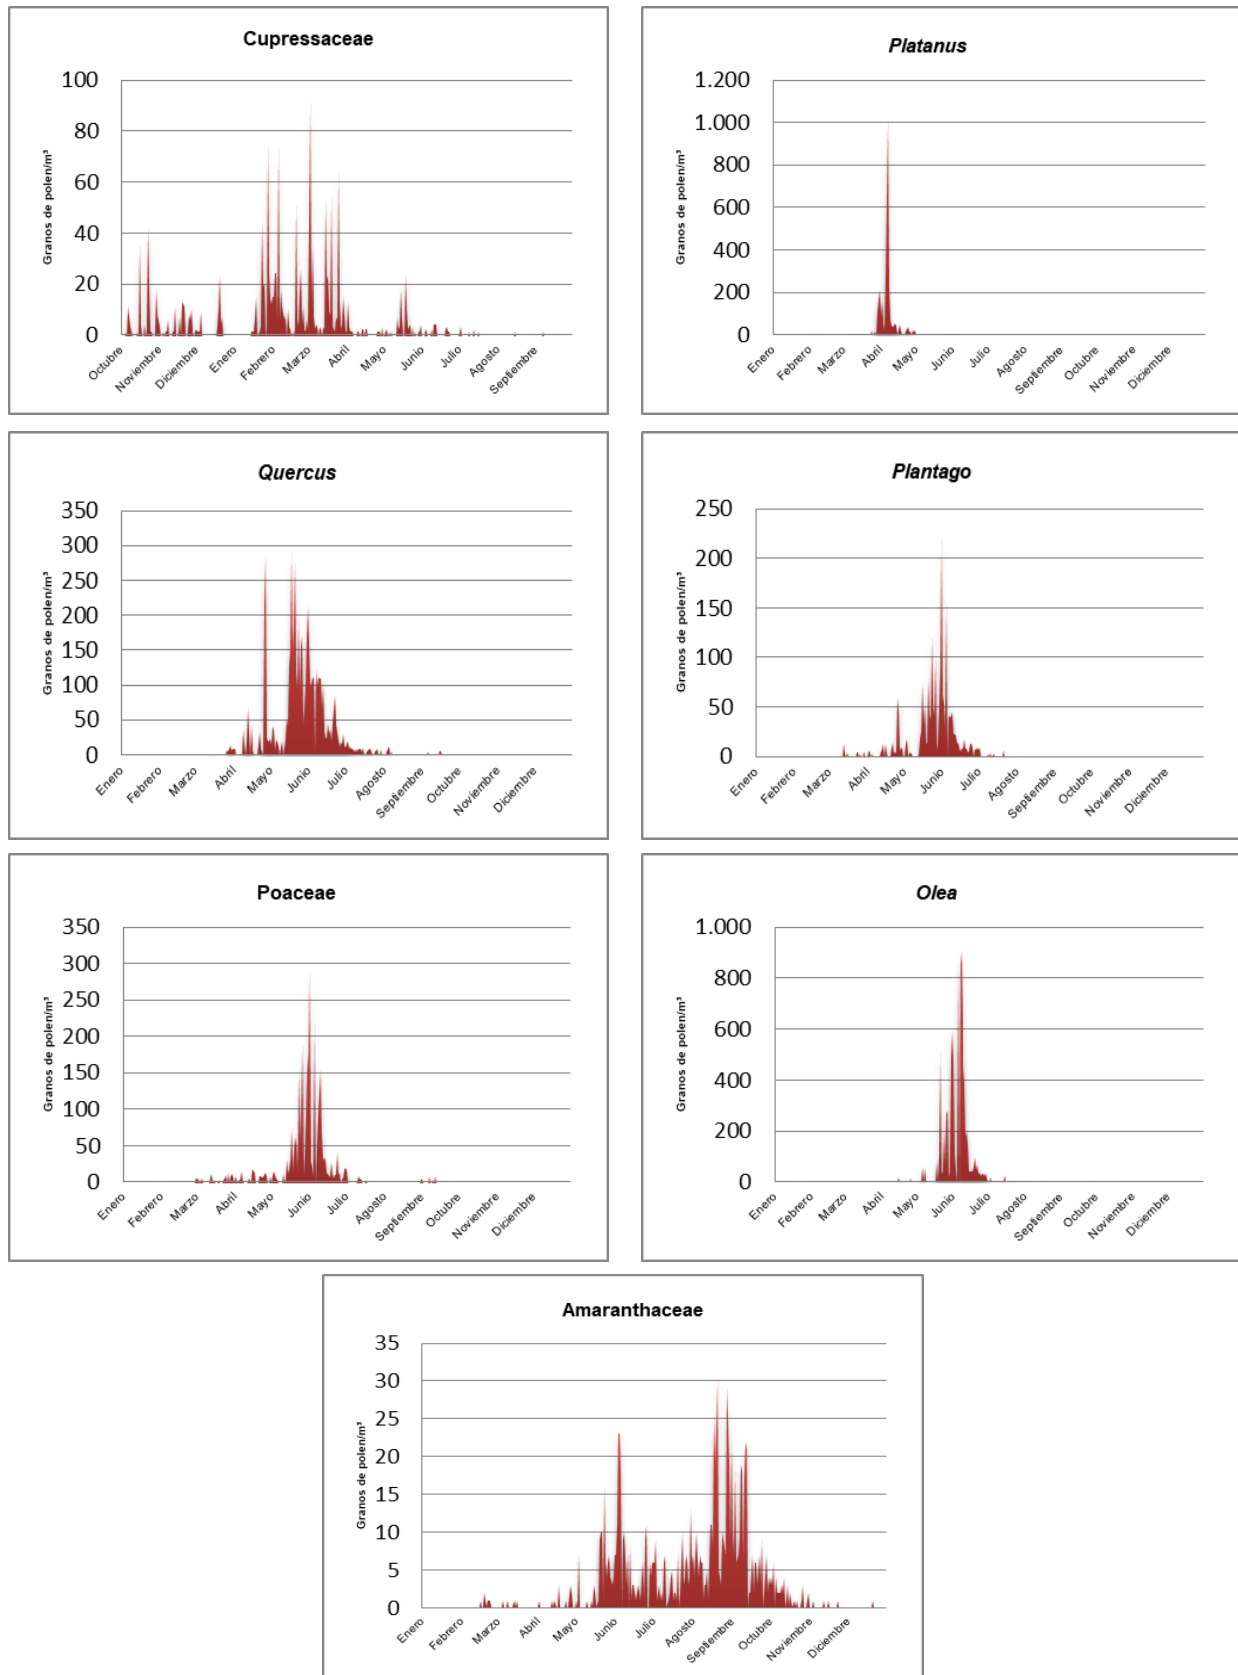 Cupressaceae
Granos de polen/m³
100
80
60
40
20
0
Octubre
Noviembre
Diciembre
Enero
Febrero
Marzo
Abril
Mayo
Junio
Julio
Agosto
Septiembre
Platanus
Granos de polen/m³
1.200
1.000
800
600
400
200
0
Enero
Febrero
Marzo
Abril
Mayo
Junio
Julio
Agosto
Septiembre
Octubre
Noviembre
Diciembre
Quercus
Granos de polen/m³
350
300
250
200
150
100
50
0
Enero
Febrero
Marzo
Abril
Mayo
Junio
Julio
Agosto
Septiembre
Octubre
Noviembre
Diciembre
Plantago
Granos de polen/m³
250
200
150
100
50
0
Enero
Febrero
Marzo
Abril
Mayo
Junio
Julio
Agosto
Septiembre
Octubre
Noviembre
Diciembre
Poaceae
Granos de polen/m³
350
300
250
200
150
100
50
0
Enero
Febrero
Marzo
Abril
Mayo
Junio
Julio
Agosto
Septiembre
Octubre
Noviembre
Diciembre
Olea
Granos de polen/m³
1.000
800
600
400
200
0
Enero
Febrero
Marzo
Abril
Mayo
Junio
Julio
Agosto
Septiembre
Octubre
Noviembre
Diciembre
Amaranthaceae
Granos de polen/m³
35
30
25
20
15
10
5
0
Enero
Febrero
Marzo
Abril
Mayo
Junio
Julio
Agosto
Septiembre
Octubre
Noviembre
Diciembre